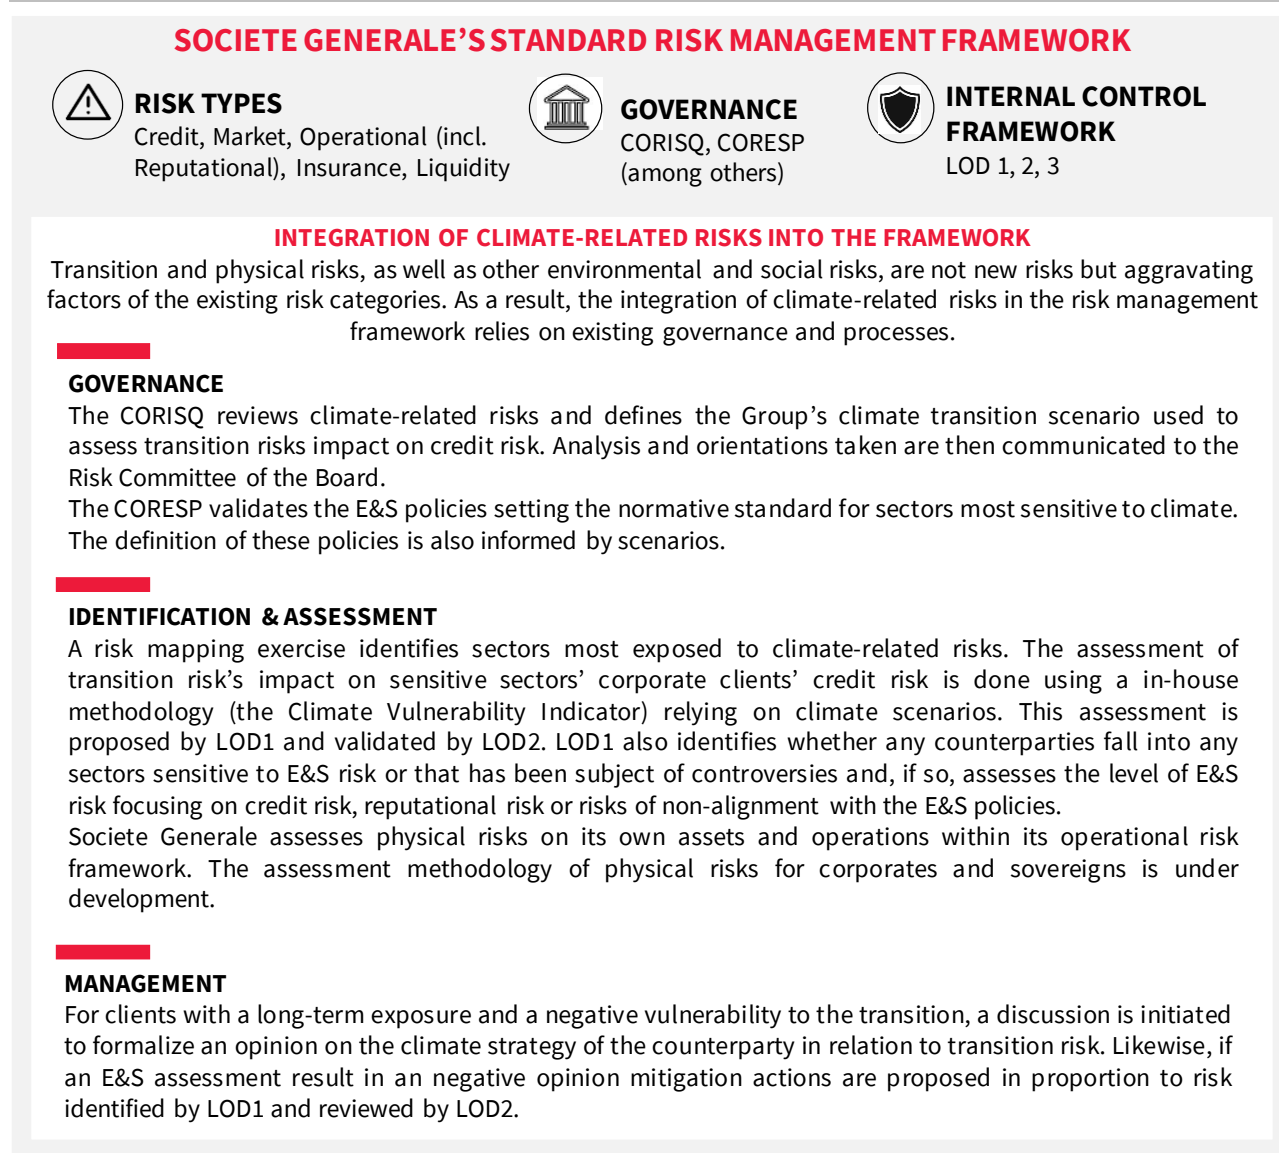 SOCIETE GENERALE'S STANDARD RISK MANAGEMENT FRAMEWORK
RISK TYPES
Credit, Market, Operational (incl.
Reputational), Insurance, Liquidity
GOVERNANCE
CORISQ, CORESP
(among others)
INTERNAL CONTROL
FRAMEWORK
LOD 1, 2, 3
INTEGRATION OF CLIMATE-RELATED RISKS INTO THE FRAMEWORK
Transition and physical risks, as well as other environmental and social risks, are not new risks but aggravating
factors of the existing risk categories. As a result, the integration of climate-related risks in the risk management
framework relies on existing governance and processes.
GOVERNANCE
The CORISQ reviews climate-related risks and defines the Group's climate transition scenario used to
assess transition risks impact on credit risk. Analysis and orientations taken are then communicated to the
Risk Committee of the Board.
The CORESP validates the E&S policies setting the normative standard for sectors most sensitive to climate.
The definition of these policies is also informed by scenarios.
IDENTIFICATION & ASSESSMENT
A risk mapping exercise identifies sectors most exposed to climate-related risks. The assessment of
transition risk's impact on sensitive sectors' corporate clients' credit risk is done using a in-house
methodology (the Climate Vulnerability Indicator) relying on climate scenarios. This assessment is
proposed by LOD1 and validated by LOD2. LOD1 also identifies whether any counterparties fall into any
sectors sensitive to E&S risk or that has been subject of controversies and, if so, assesses the level of E&S
risk focusing on credit risk, reputational risk or risks of non-alignment with the E&S policies.
Societe Generale assesses physical risks on its own assets and operations within its operational risk
framework. The assessment methodology of physical risks for corporates and sovereigns is under
development.
MANAGEMENT
For clients with a long-term exposure and a negative vulnerability to the transition, a discussion is initiated
to formalize an opinion on the climate strategy of the counterparty in relation to transition risk. Likewise, if
an E&S assessment result in an negative opinion mitigation actions are proposed in proportion to risk
identified by LOD1 and reviewed by LOD2.